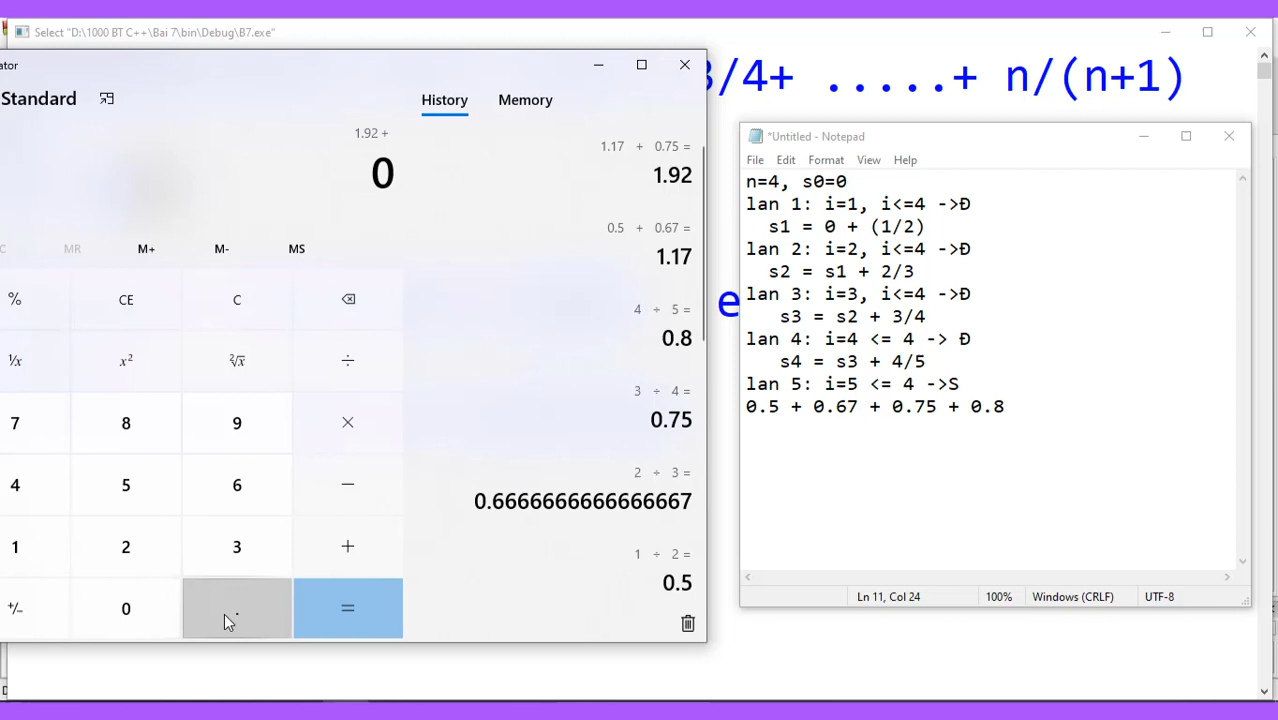 Select "D:\1000 BT C++\Bai 7\bin\Debug\B7.exe"
3/4+ .....+ n/(n+1)
e
ator
Standard
History
Memory
1.92 +
0
MR
M+
M-
MS
%
CE
C
⅟x
x²
²√x
÷
7
8
9
×
4
5
6
−
1
2
3
+
+/−
0
.
=
1.17 + 0.75 =
1.92
0.5 + 0.67 =
1.17
4 ÷ 5 =
0.8
3 ÷ 4 =
0.75
2 ÷ 3 =
0.6666666666666667
1 ÷ 2 =
0.5
*Untitled - Notepad
File Edit Format View Help
n=4, s0=0
lan 1: i=1, i<=4 ->Đ
s1 = 0 + (1/2)
lan 2: i=2, i<=4 ->Đ
s2 = s1 + 2/3
lan 3: i=3, i<=4 ->Đ
s3 = s2 + 3/4
lan 4: i=4 <= 4 -> Đ
s4 = s3 + 4/5
lan 5: i=5 <= 4 ->S
0.5 + 0.67 + 0.75 + 0.8
Ln 11, Col 24 100% Windows (CRLF) UTF-8